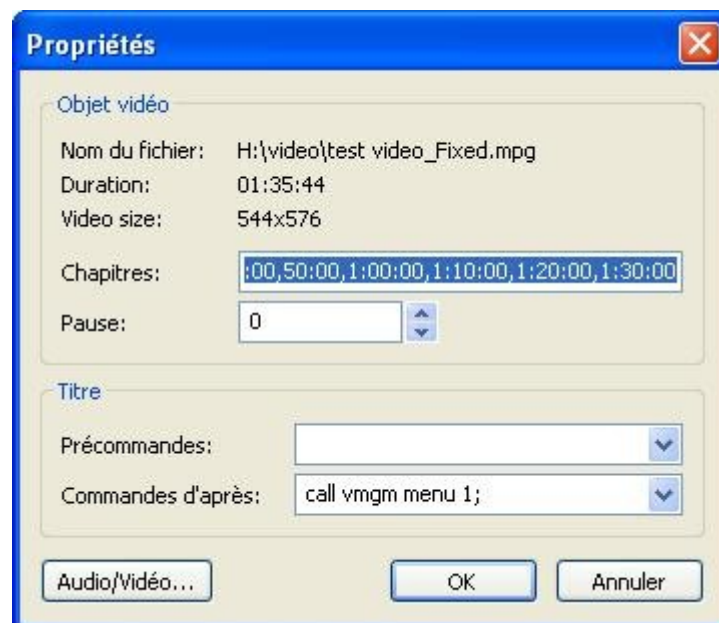 Propriétés
Objet vidéo
Nom du fichier: H:\video\test video_Fixed.mpg
Duration: 01:35:44
Video size: 544x576
Chapitres: :00,50:00,1:00:00,1:10:00,1:20:00,1:30:00
Pause: 0
Titre
Précommandes:
Commandes d'après: call vmgm menu 1;
Audio/Vidéo... OK Annuler